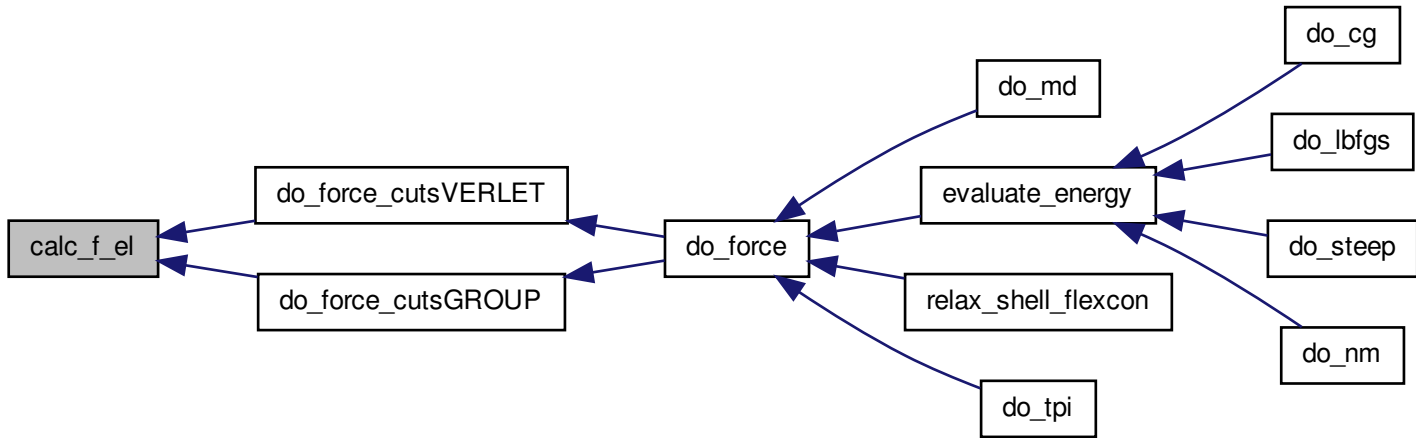 calc_f_el
do_force_cutsVERLET
do_force_cutsGROUP
do_force
do_md
evaluate_energy
relax_shell_flexcon
do_tpi
do_cg
do_lbfgs
do_steep
do_nm